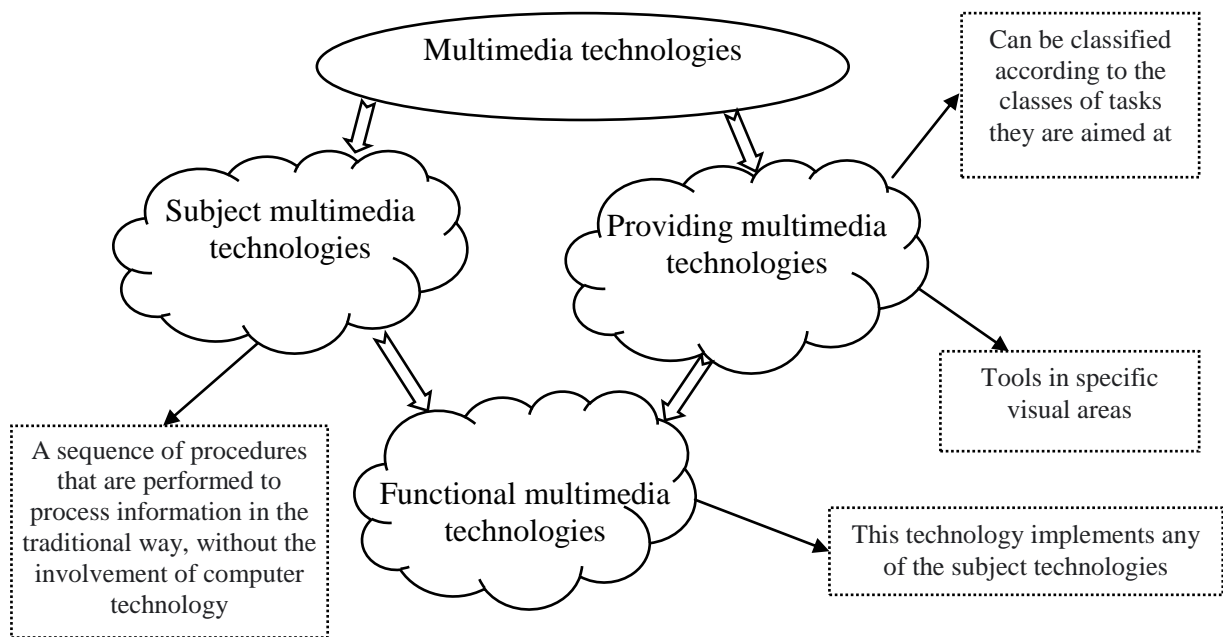 Multimedia technologies
Can be classified
according to the
classes of tasks
they are aimed at
Subject multimedia
technologies
Providing multimedia
technologies
Tools in specific
visual areas
A sequence of procedures
that are performed to
process information in the
traditional way, without the
involvement of computer
technology
Functional multimedia
technologies
This technology implements any
of the subject technologies